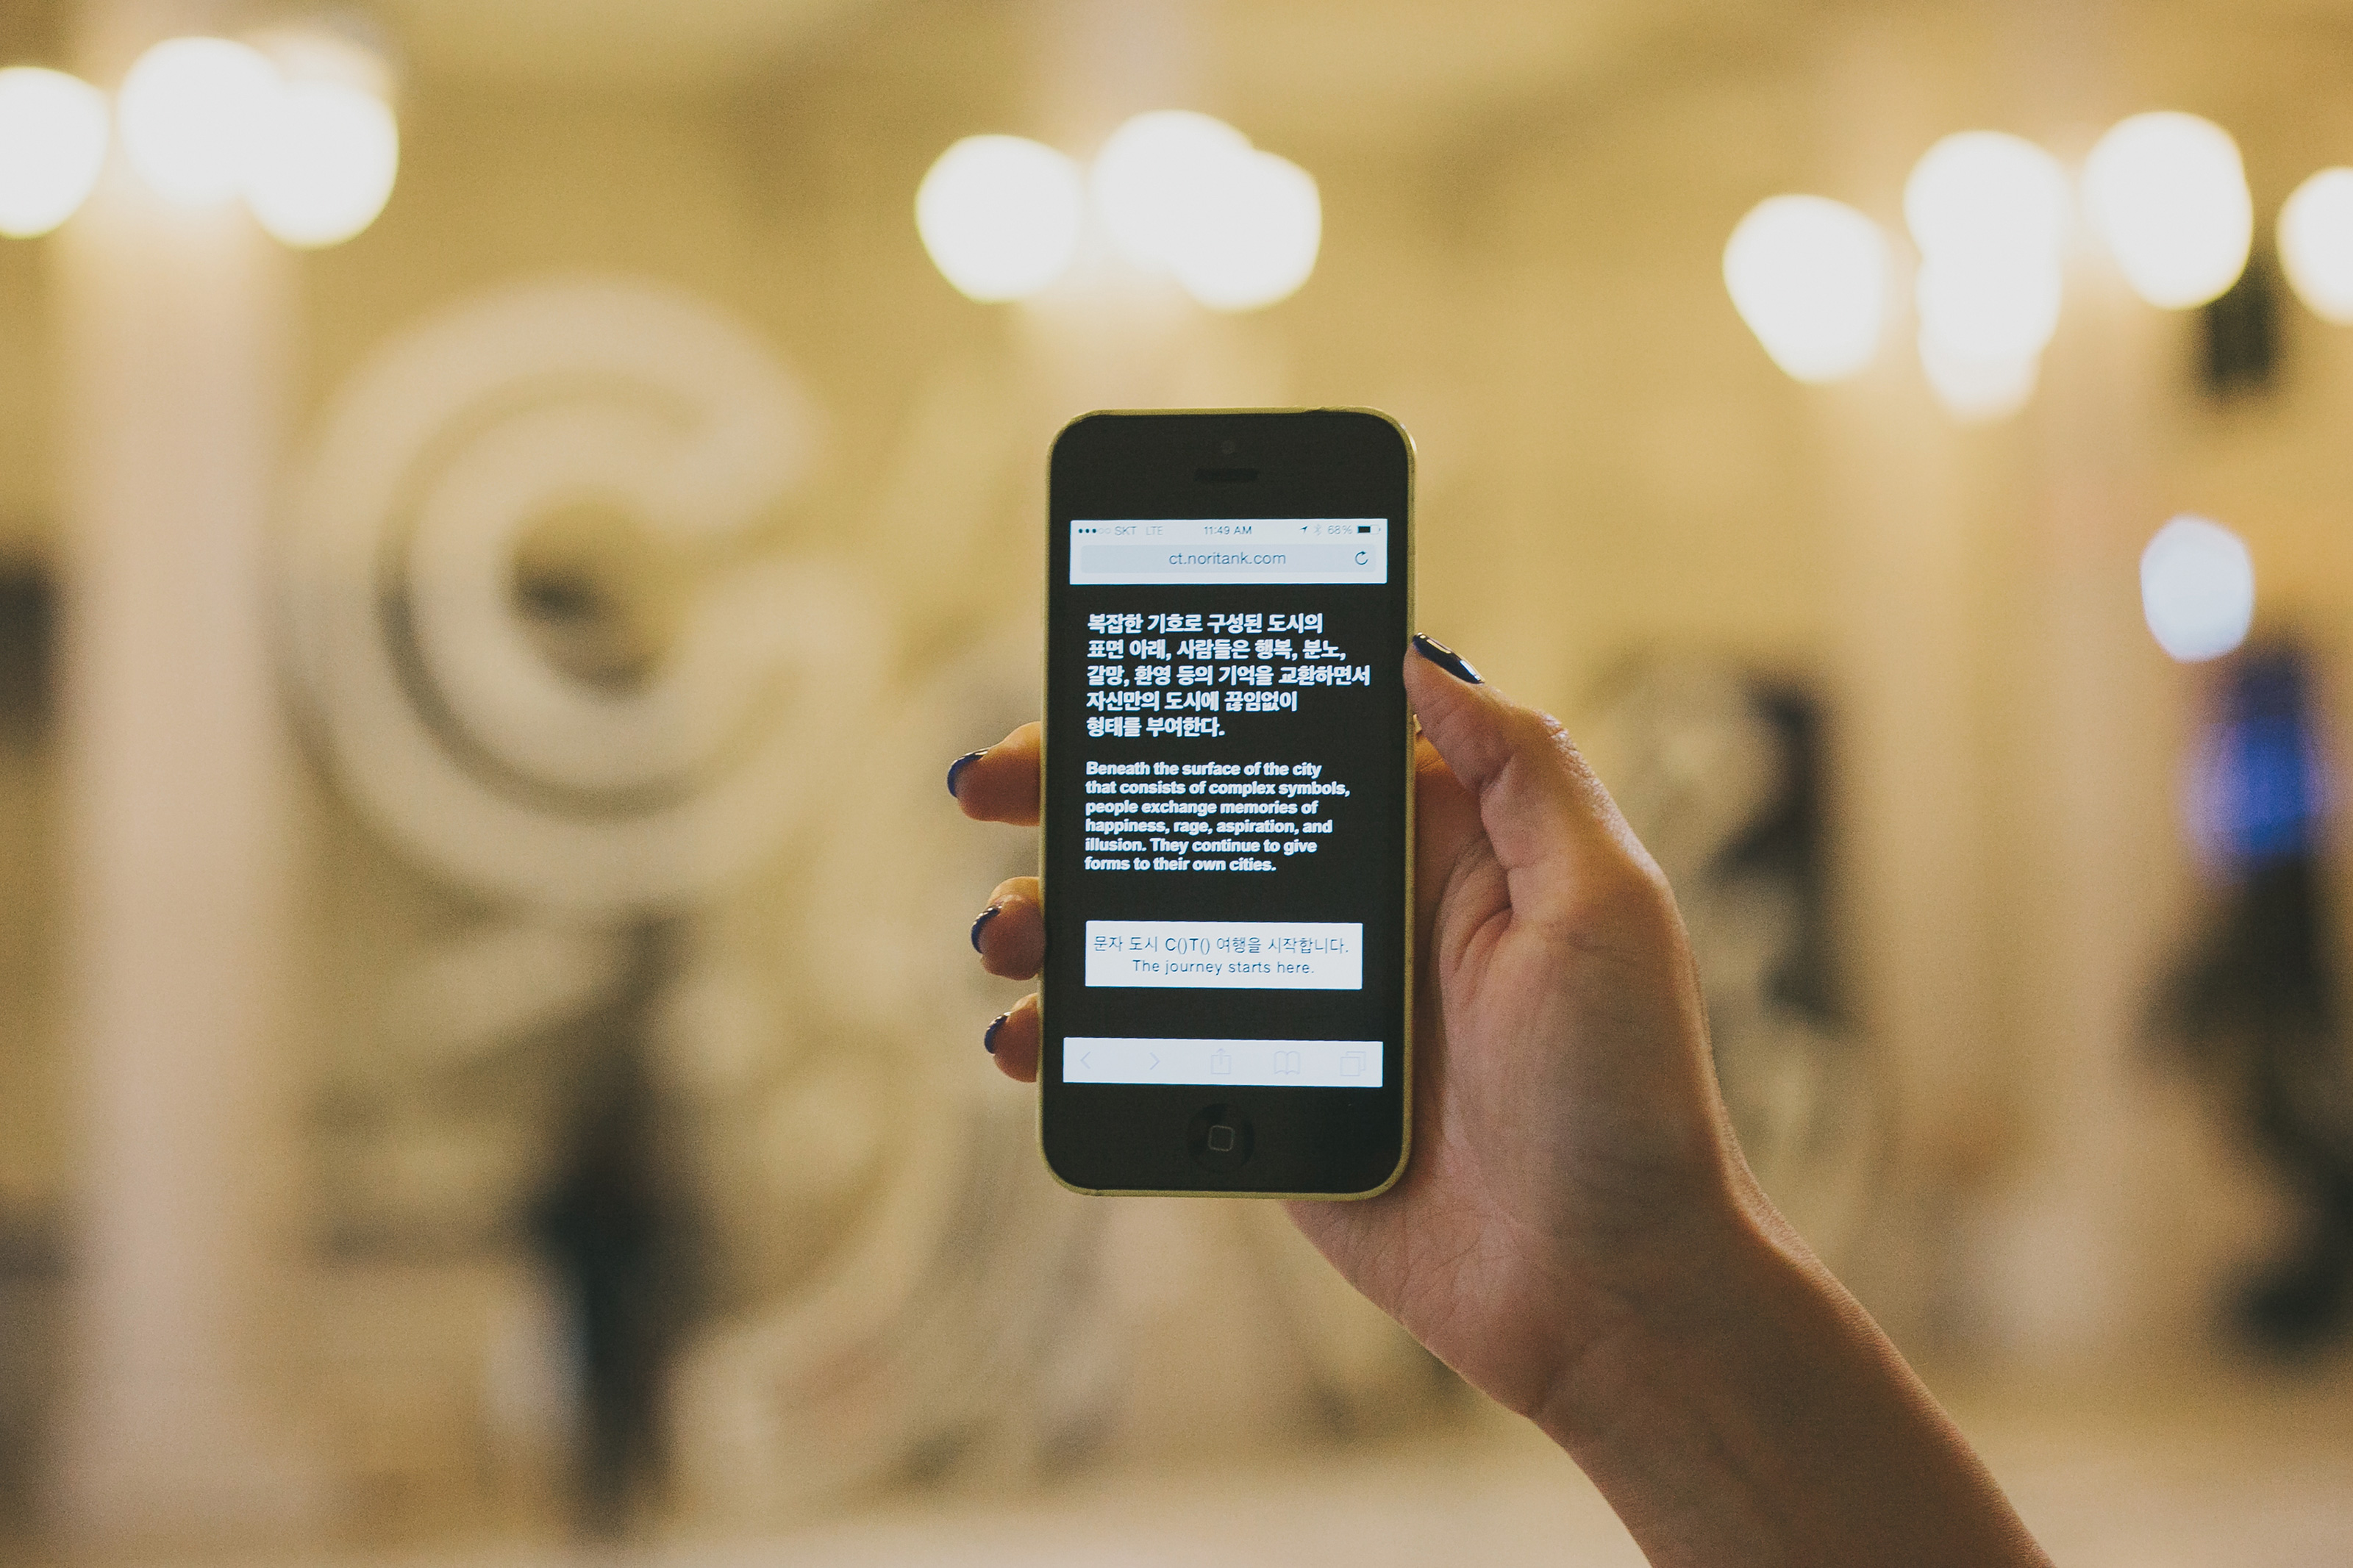 SKT LTE 11:49 AM 68%
ct.noritank.com
복잡한 기호로 구성된 도시의
표면 아래, 사람들은 행복, 분노,
갈망, 환영 등의 기억을 교환하면서
자신만의 도시에 끊임없이
형태를 부여한다.
Beneath the surface of the city
that consists of complex symbols,
people exchange memories of
happiness, rage, aspiration, and
illusion. They continue to give
forms to their own cities.
문자 도시 C()T() 여행을 시작합니다.
The journey starts here.